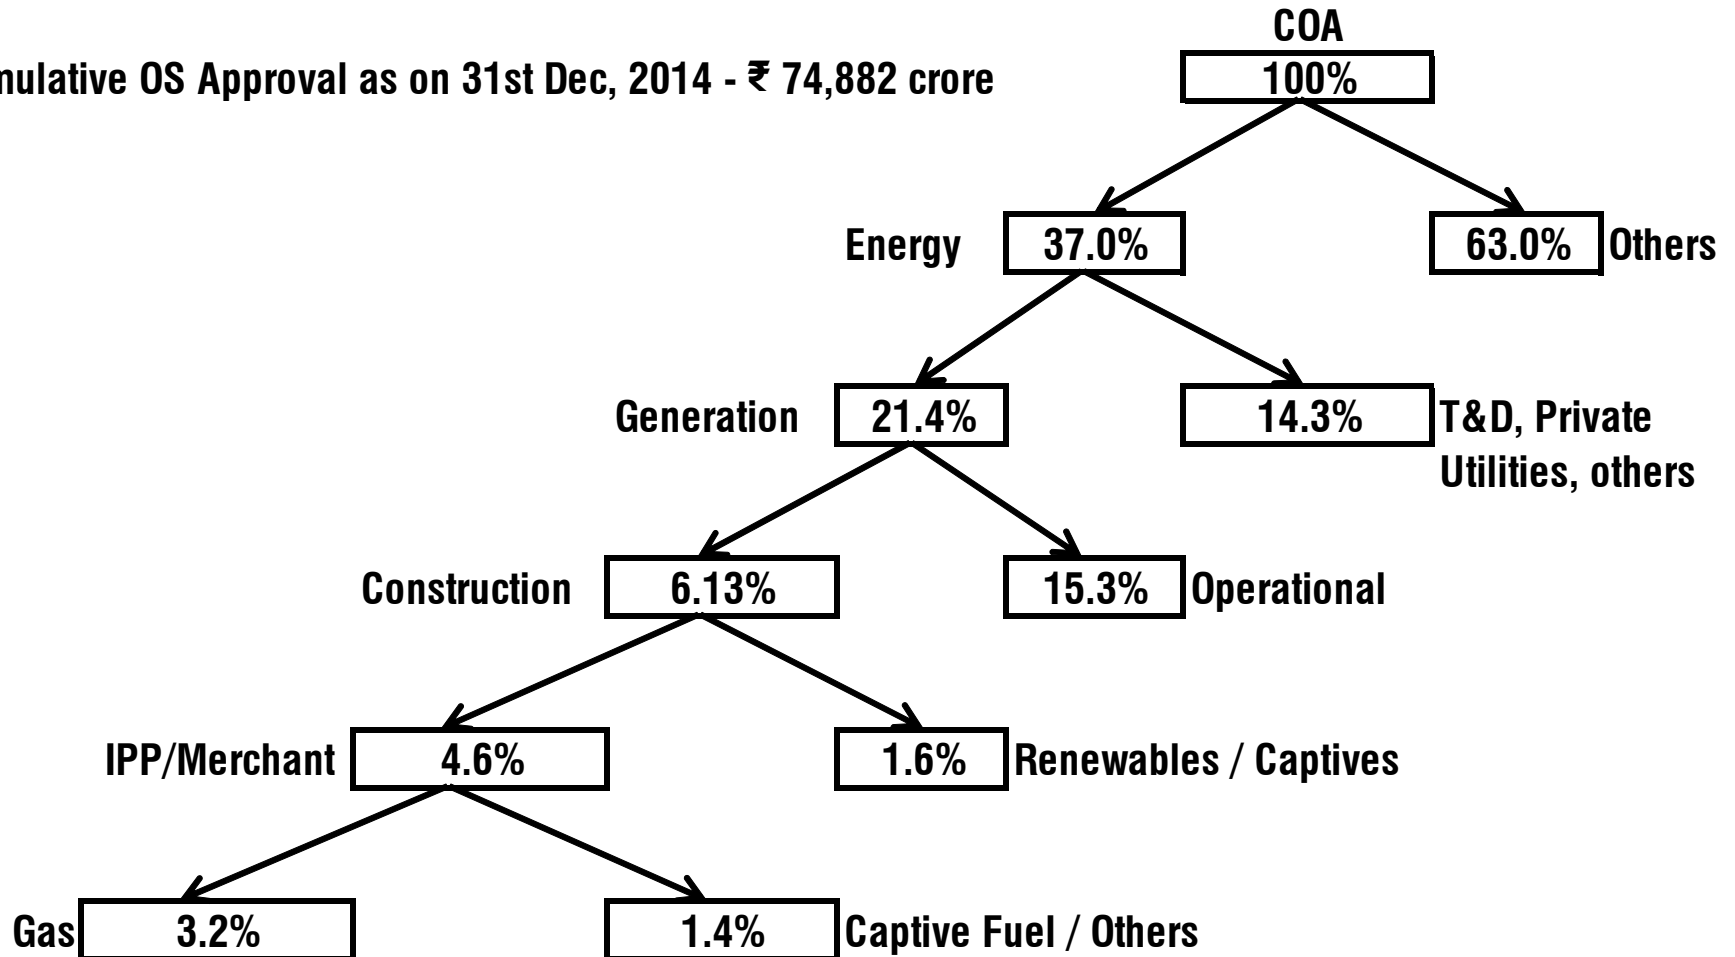 COA
mulative OS Approval as on 31st Dec, 2014 - ₹ 74,882 crore
100%
Energy 37.0% 63.0% Others
Generation 21.4% 14.3% T&D, Private
Utilities, others
Construction 6.13% 15.3% Operational
IPP/Merchant 4.6% 1.6% Renewables / Captives
Gas 3.2% 1.4% Captive Fuel / Others